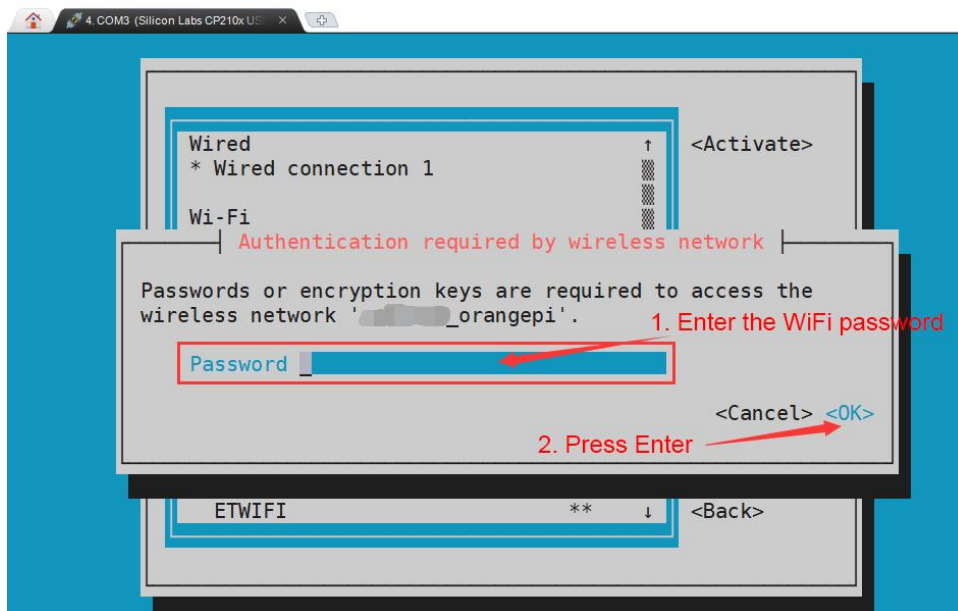 4. COM3 (Silicon Labs CP210x US
Wired
<Activate>
* Wired connection 1
Wi-Fi
Authentication required by wireless network
Passwords or encryption keys are required to access the
wireless network '_orangepi'.
1. Enter the WiFi password
Password
<Cancel> <OK>
2. Press Enter
ETWIFI ** <Back>